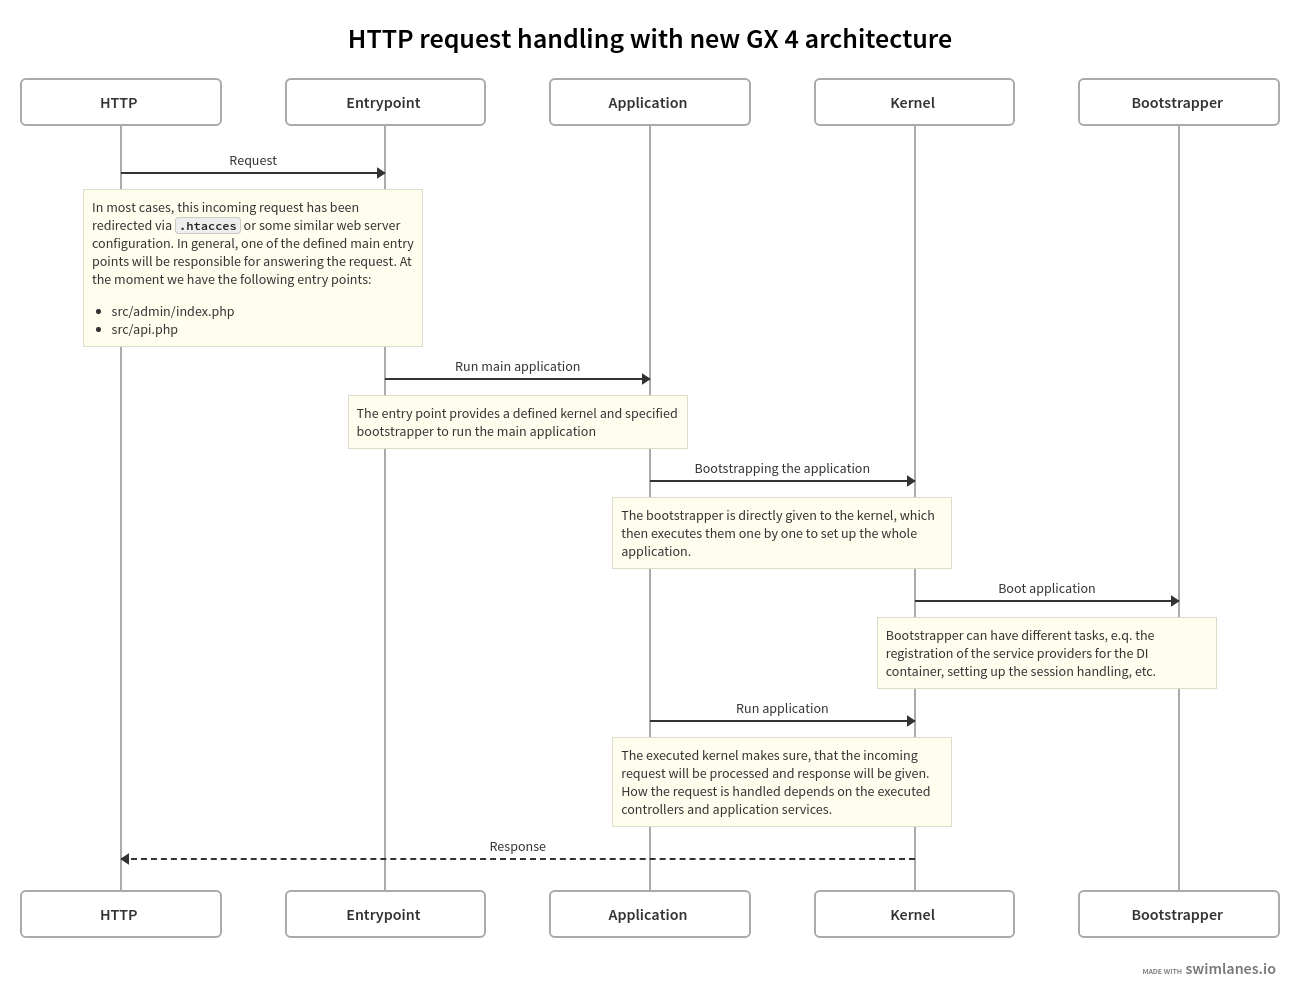 HTTP request handling with new GX 4 architecture
HTTP
Entrypoint
Application
Kernel
Bootstrapper
Request
In most cases, this incoming request has been
redirected via .htacces or some similar web server
configuration. In general, one of the defined main entry
points will be responsible for answering the request. At
the moment we have the following entry points:
• src/admin/index.php
• src/api.php
Run main application
The entry point provides a defined kernel and specified
bootstrapper to run the main application
Bootstrapping the application
The bootstrapper is directly given to the kernel, which
then executes them one by one to set up the whole
application.
Boot application
Bootstrapper can have different tasks, e.q. the
registration of the service providers for the DI
container, setting up the session handling, etc.
Run application
The executed kernel makes sure, that the incoming
request will be processed and response will be given.
How the request is handled depends on the executed
controllers and application services.
Response
HTTP
Entrypoint
Application
Kernel
Bootstrapper
MADE WITH swimlanes.io